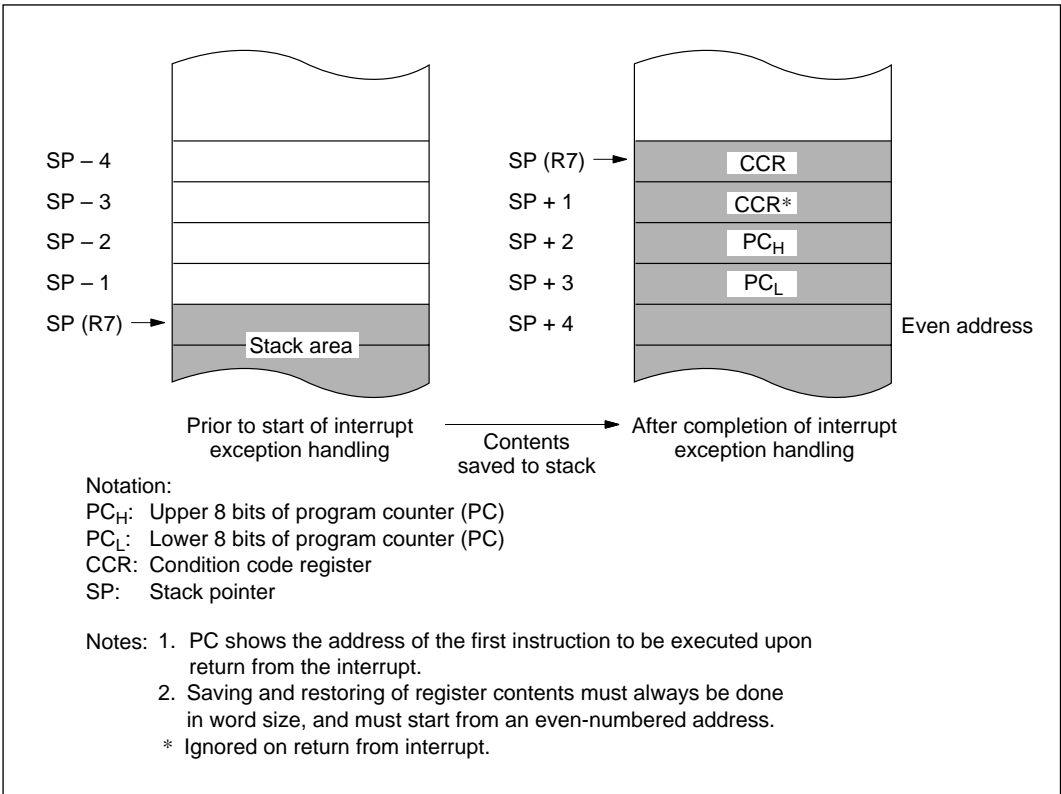 SP – 4
SP – 3
SP – 2
SP – 1
SP (R7)
Stack area
SP (R7)
SP + 1
SP + 2
SP + 3
SP + 4
CCR
CCR*
PCH
PCL
Even address
Prior to start of interrupt
exception handling
Contents
saved to stack
After completion of interrupt
exception handling
Notation:
PCH: Upper 8 bits of program counter (PC)
PCL: Lower 8 bits of program counter (PC)
CCR: Condition code register
SP: Stack pointer
Notes: 1. PC shows the address of the first instruction to be executed upon
return from the interrupt.
2. Saving and restoring of register contents must always be done
in word size, and must start from an even-numbered address.
* Ignored on return from interrupt.